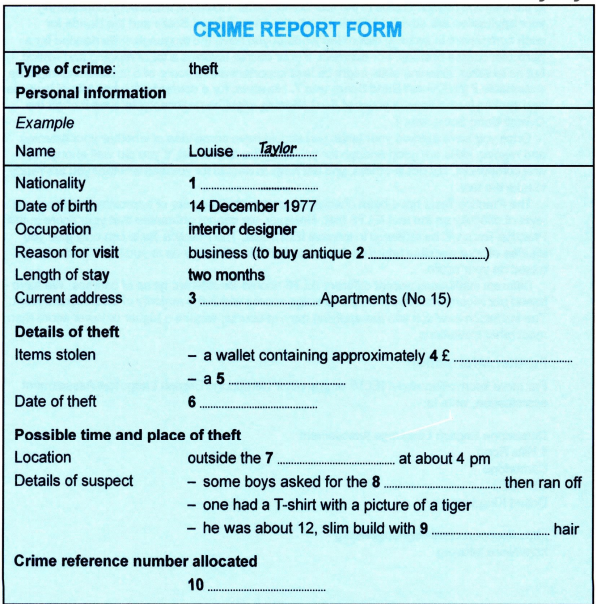 CRIME REPORT FORM
Type of crime: theft
Personal information
Example
Name Louise ....Taylor....
Nationality 1 ....................
Date of birth 14 December 1977
Occupation interior designer
Reason for visit business (to buy antique 2 ....................)
Length of stay two months
Current address 3 .................... Apartments (No 15)
Details of theft
Items stolen – a wallet containing approximately 4 £ ....................
– a 5 ....................
Date of theft 6 ....................
Possible time and place of theft
Location outside the 7 .................... at about 4 pm
Details of suspect – some boys asked for the 8 .................... then ran off
– one had a T-shirt with a picture of a tiger
– he was about 12, slim build with 9 .................... hair
Crime reference number allocated
10 ....................